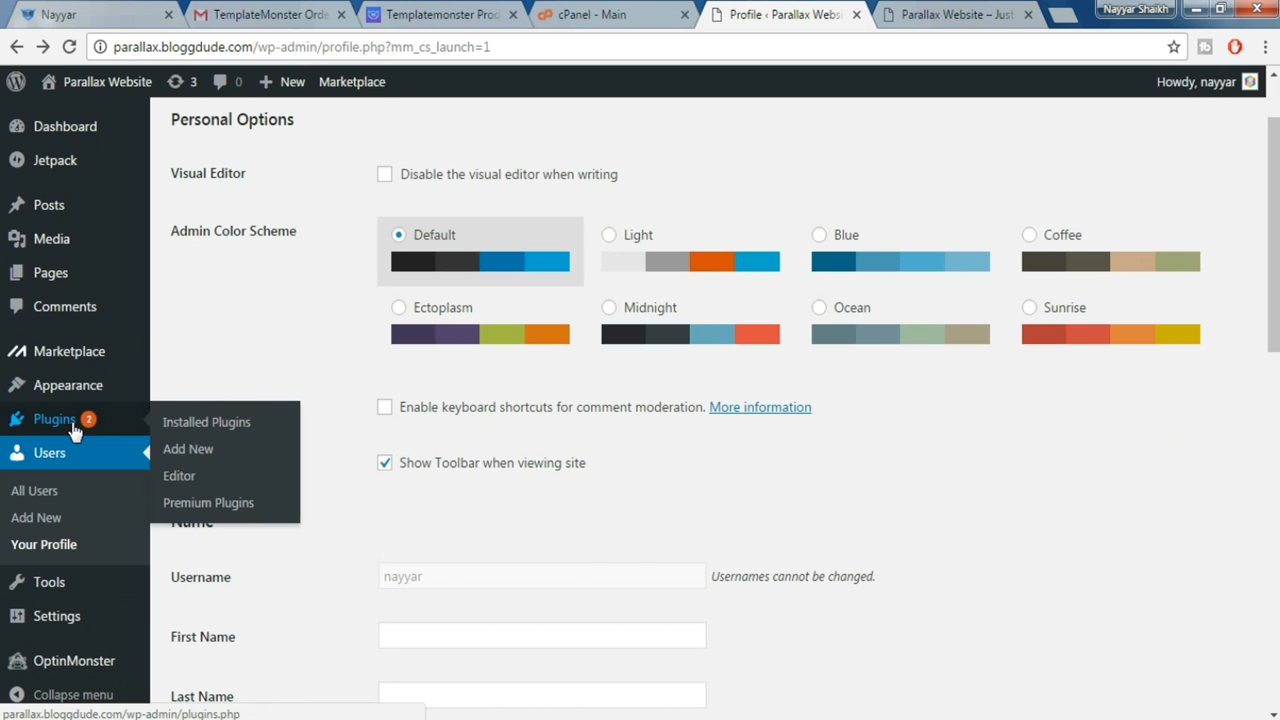 Nayyar
TemplateMonster Orde
Templatemonster Proc
cPanel - Main
Profile ‹ Parallax Websi
Parallax Website – Just
Nayyar Shaikh
parallax.bloggdude.com/wp-admin/profile.php?mm_cs_launch=1
Parallax Website
3
0
New
Marketplace
Howdy, nayyar
Dashboard
Jetpack
Posts
Media
Pages
Comments
Marketplace
Appearance
Plugins 2
Users
All Users
Add New
Your Profile
Tools
Settings
OptinMonster
Collapse menu
Installed Plugins
Add New
Editor
Premium Plugins
Personal Options
Visual Editor
Disable the visual editor when writing
Admin Color Scheme
Default
Light
Blue
Coffee
Ectoplasm
Midnight
Ocean
Sunrise
Enable keyboard shortcuts for comment moderation. More information
Show Toolbar when viewing site
Name
Username
nayyar
Usernames cannot be changed.
First Name
Last Name
parallax.bloggdude.com/wp-admin/plugins.php